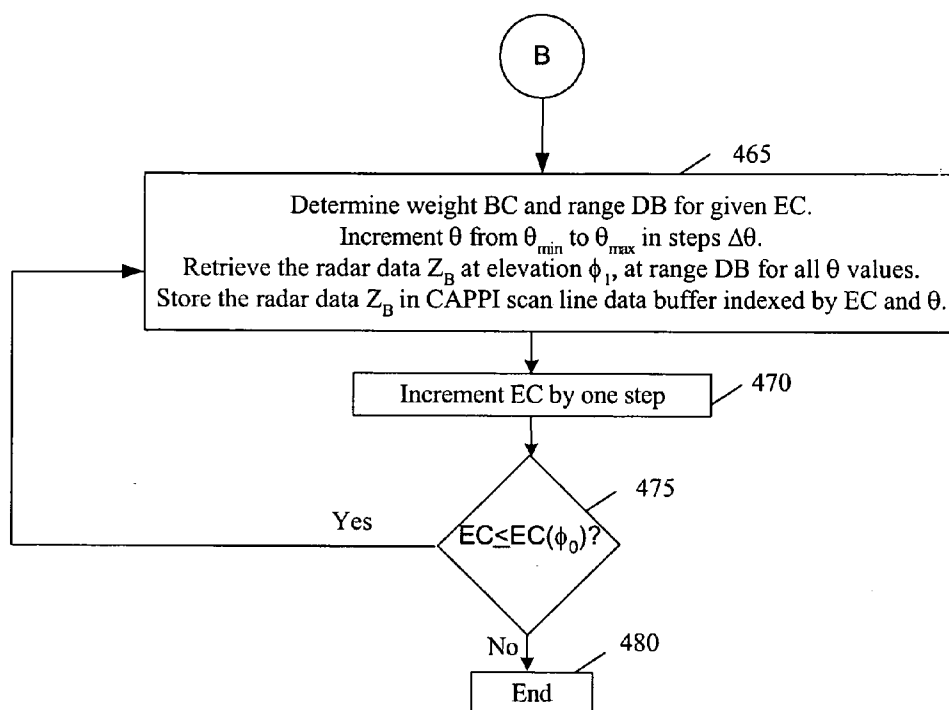 B
465
Determine weight BC and range DB for given EC.
Increment θ from θmin to θmax in steps Δθ.
Retrieve the radar data ZB at elevation ϕ1, at range DB for all θ values.
Store the radar data ZB in CAPPI scan line data buffer indexed by EC and θ.
Increment EC by one step
470
475
Yes
EC≤EC(ϕ0)?
No
480
End